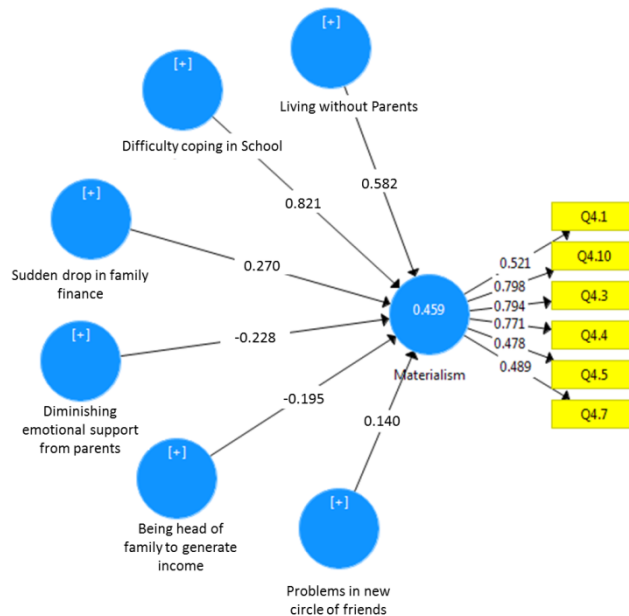 [+]
Living without Parents
[+]
Difficulty coping in School
0.582
0.821
[+]
Sudden drop in family
finance
0.270
[+]
Diminishing
emotional support
from parents
-0.228
[+]
Being head of
family to generate
income
-0.195
[+]
Problems in new
circle of friends
0.140
0.459
Materialism
0.521
0.798
0.794
0.771
0.478
0.489
Q4.1
Q4.10
Q4.3
Q4.4
Q4.5
Q4.7